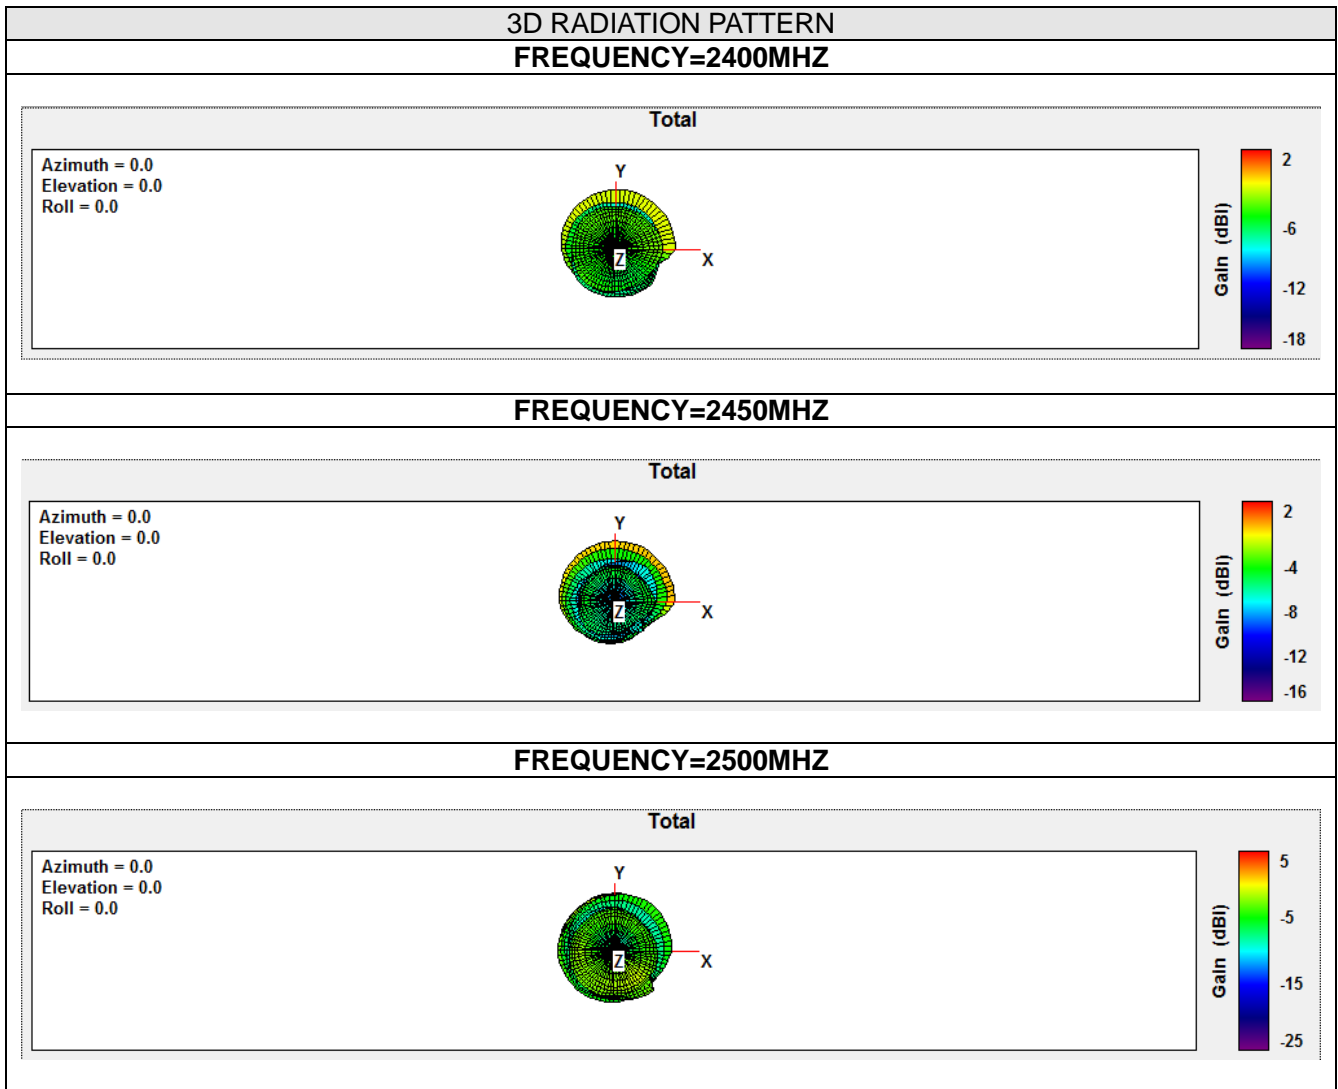 3D RADIATION PATTERN
FREQUENCY=2400MHZ
Total
Azimuth = 0.0
Elevation = 0.0
Roll = 0.0
Y
Z
X
Gain (dBi)
2
-6
-12
-18
FREQUENCY=2450MHZ
Total
Azimuth = 0.0
Elevation = 0.0
Roll = 0.0
Y
Z
X
Gain (dBi)
2
-4
-8
-12
-16
FREQUENCY=2500MHZ
Total
Azimuth = 0.0
Elevation = 0.0
Roll = 0.0
Y
Z
X
Gain (dBi)
5
-5
-15
-25